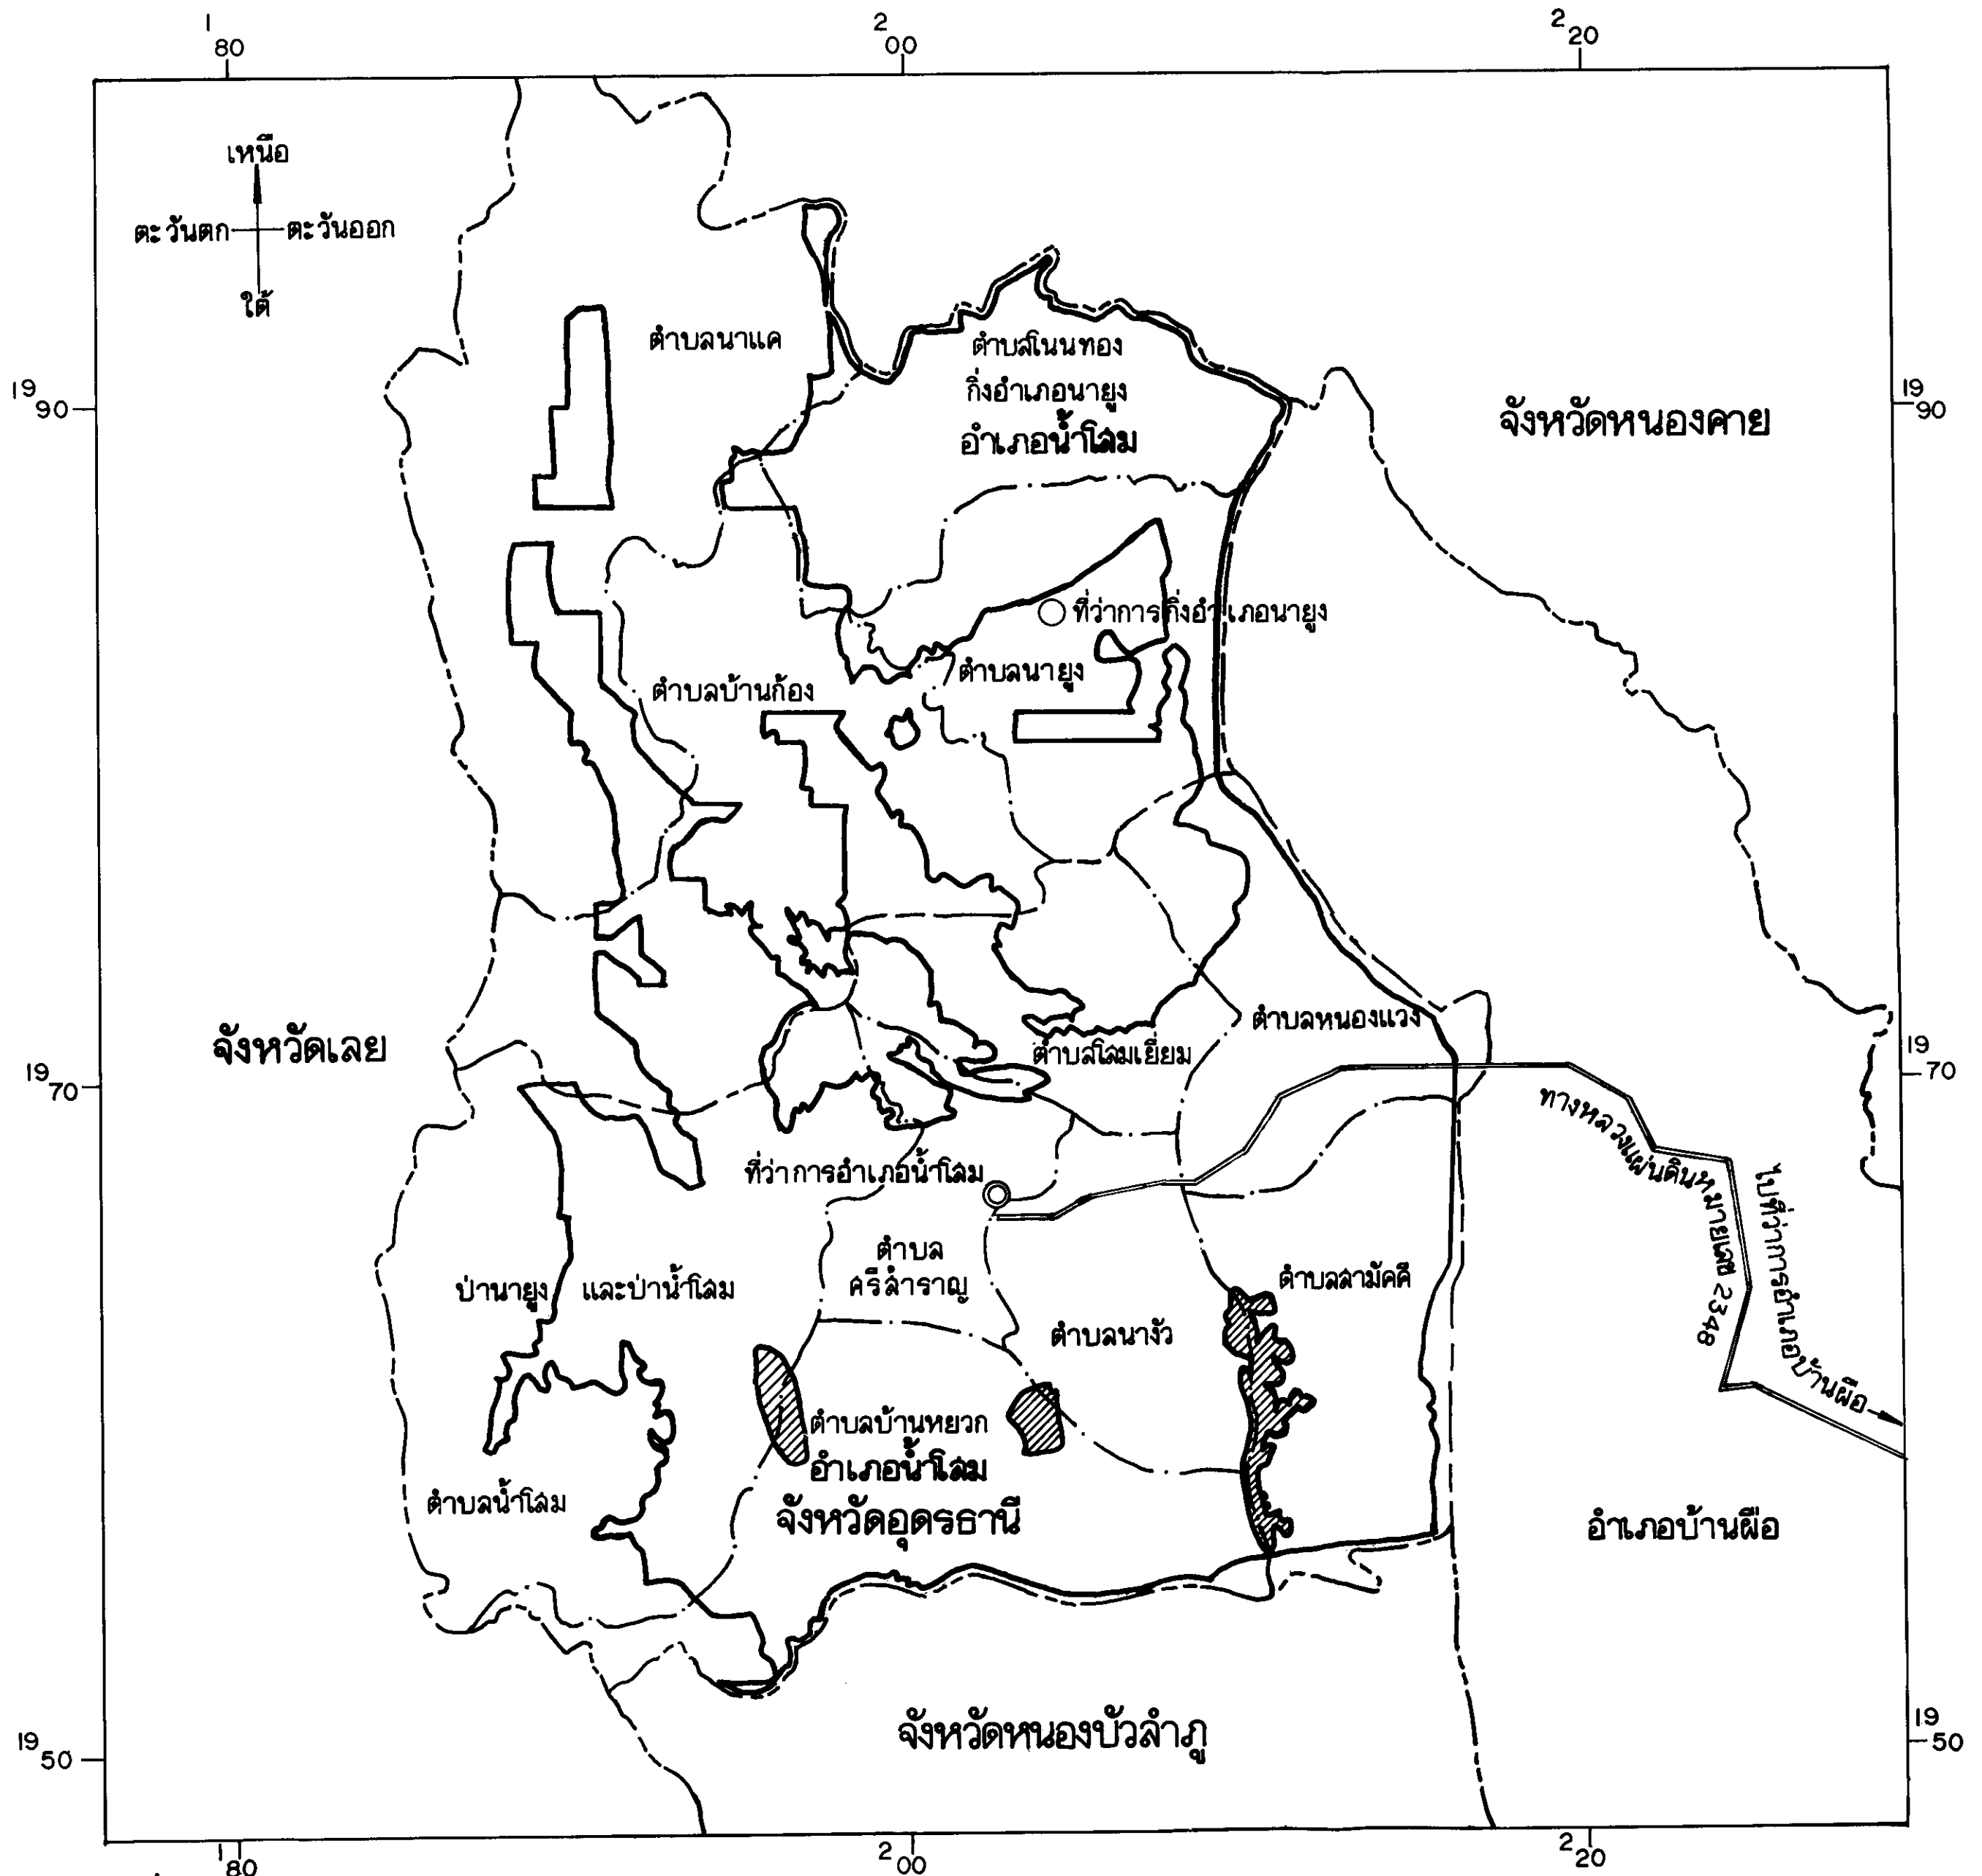 180
200
220
เหนือ
ตะวันตก ตะวันออก
ใต้
ตำบลนาแค
ตำบลโนนทอง
กิ่งอำเภอนายูง
อำเภอน้ำโสม
1990
1990
จังหวัดหนองคาย
ที่ว่าการกิ่งอำเภอนายูง
ตำบลนายูง
ตำบลบ้านก้อง
ตำบลหนองแวง
จังหวัดเลย
ตำบลโสมเยี่ยม
1970
1970
ทางหลวงแผ่นดินหมายเลข 2348
ไปที่ว่าการอำเภอบ้านผือ
ที่ว่าการอำเภอน้ำโสม
ตำบล
ศรีสำราญ
ป่านายูง และป่าน้ำโสม
ตำบลสามัคคี
ตำบลนางัว
ตำบลบ้านหยวก
อำเภอน้ำโสม
ตำบลน้ำโสม
จังหวัดอุดรธานี
อำเภอบ้านผือ
จังหวัดหนองบัวลำภู
1950
1950
180
200
220